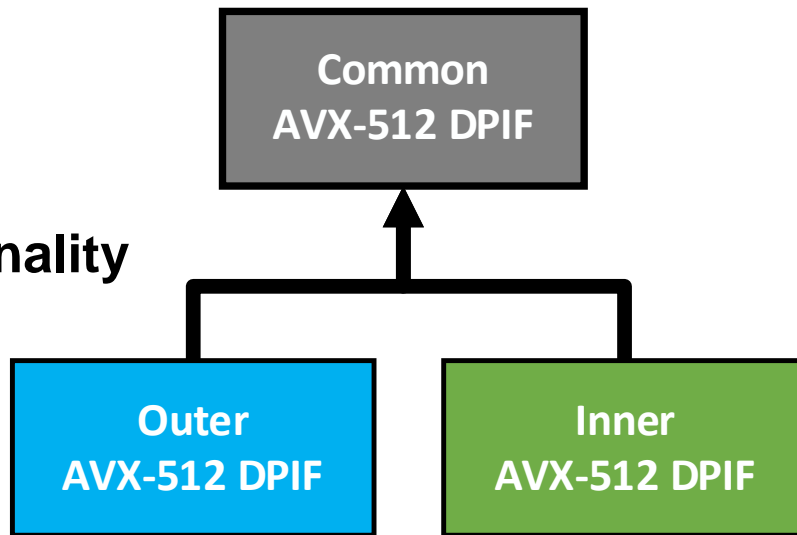 Common
AVX-512 DPIF
nality
Outer
AVX-512 DPIF
Inner
AVX-512 DPIF